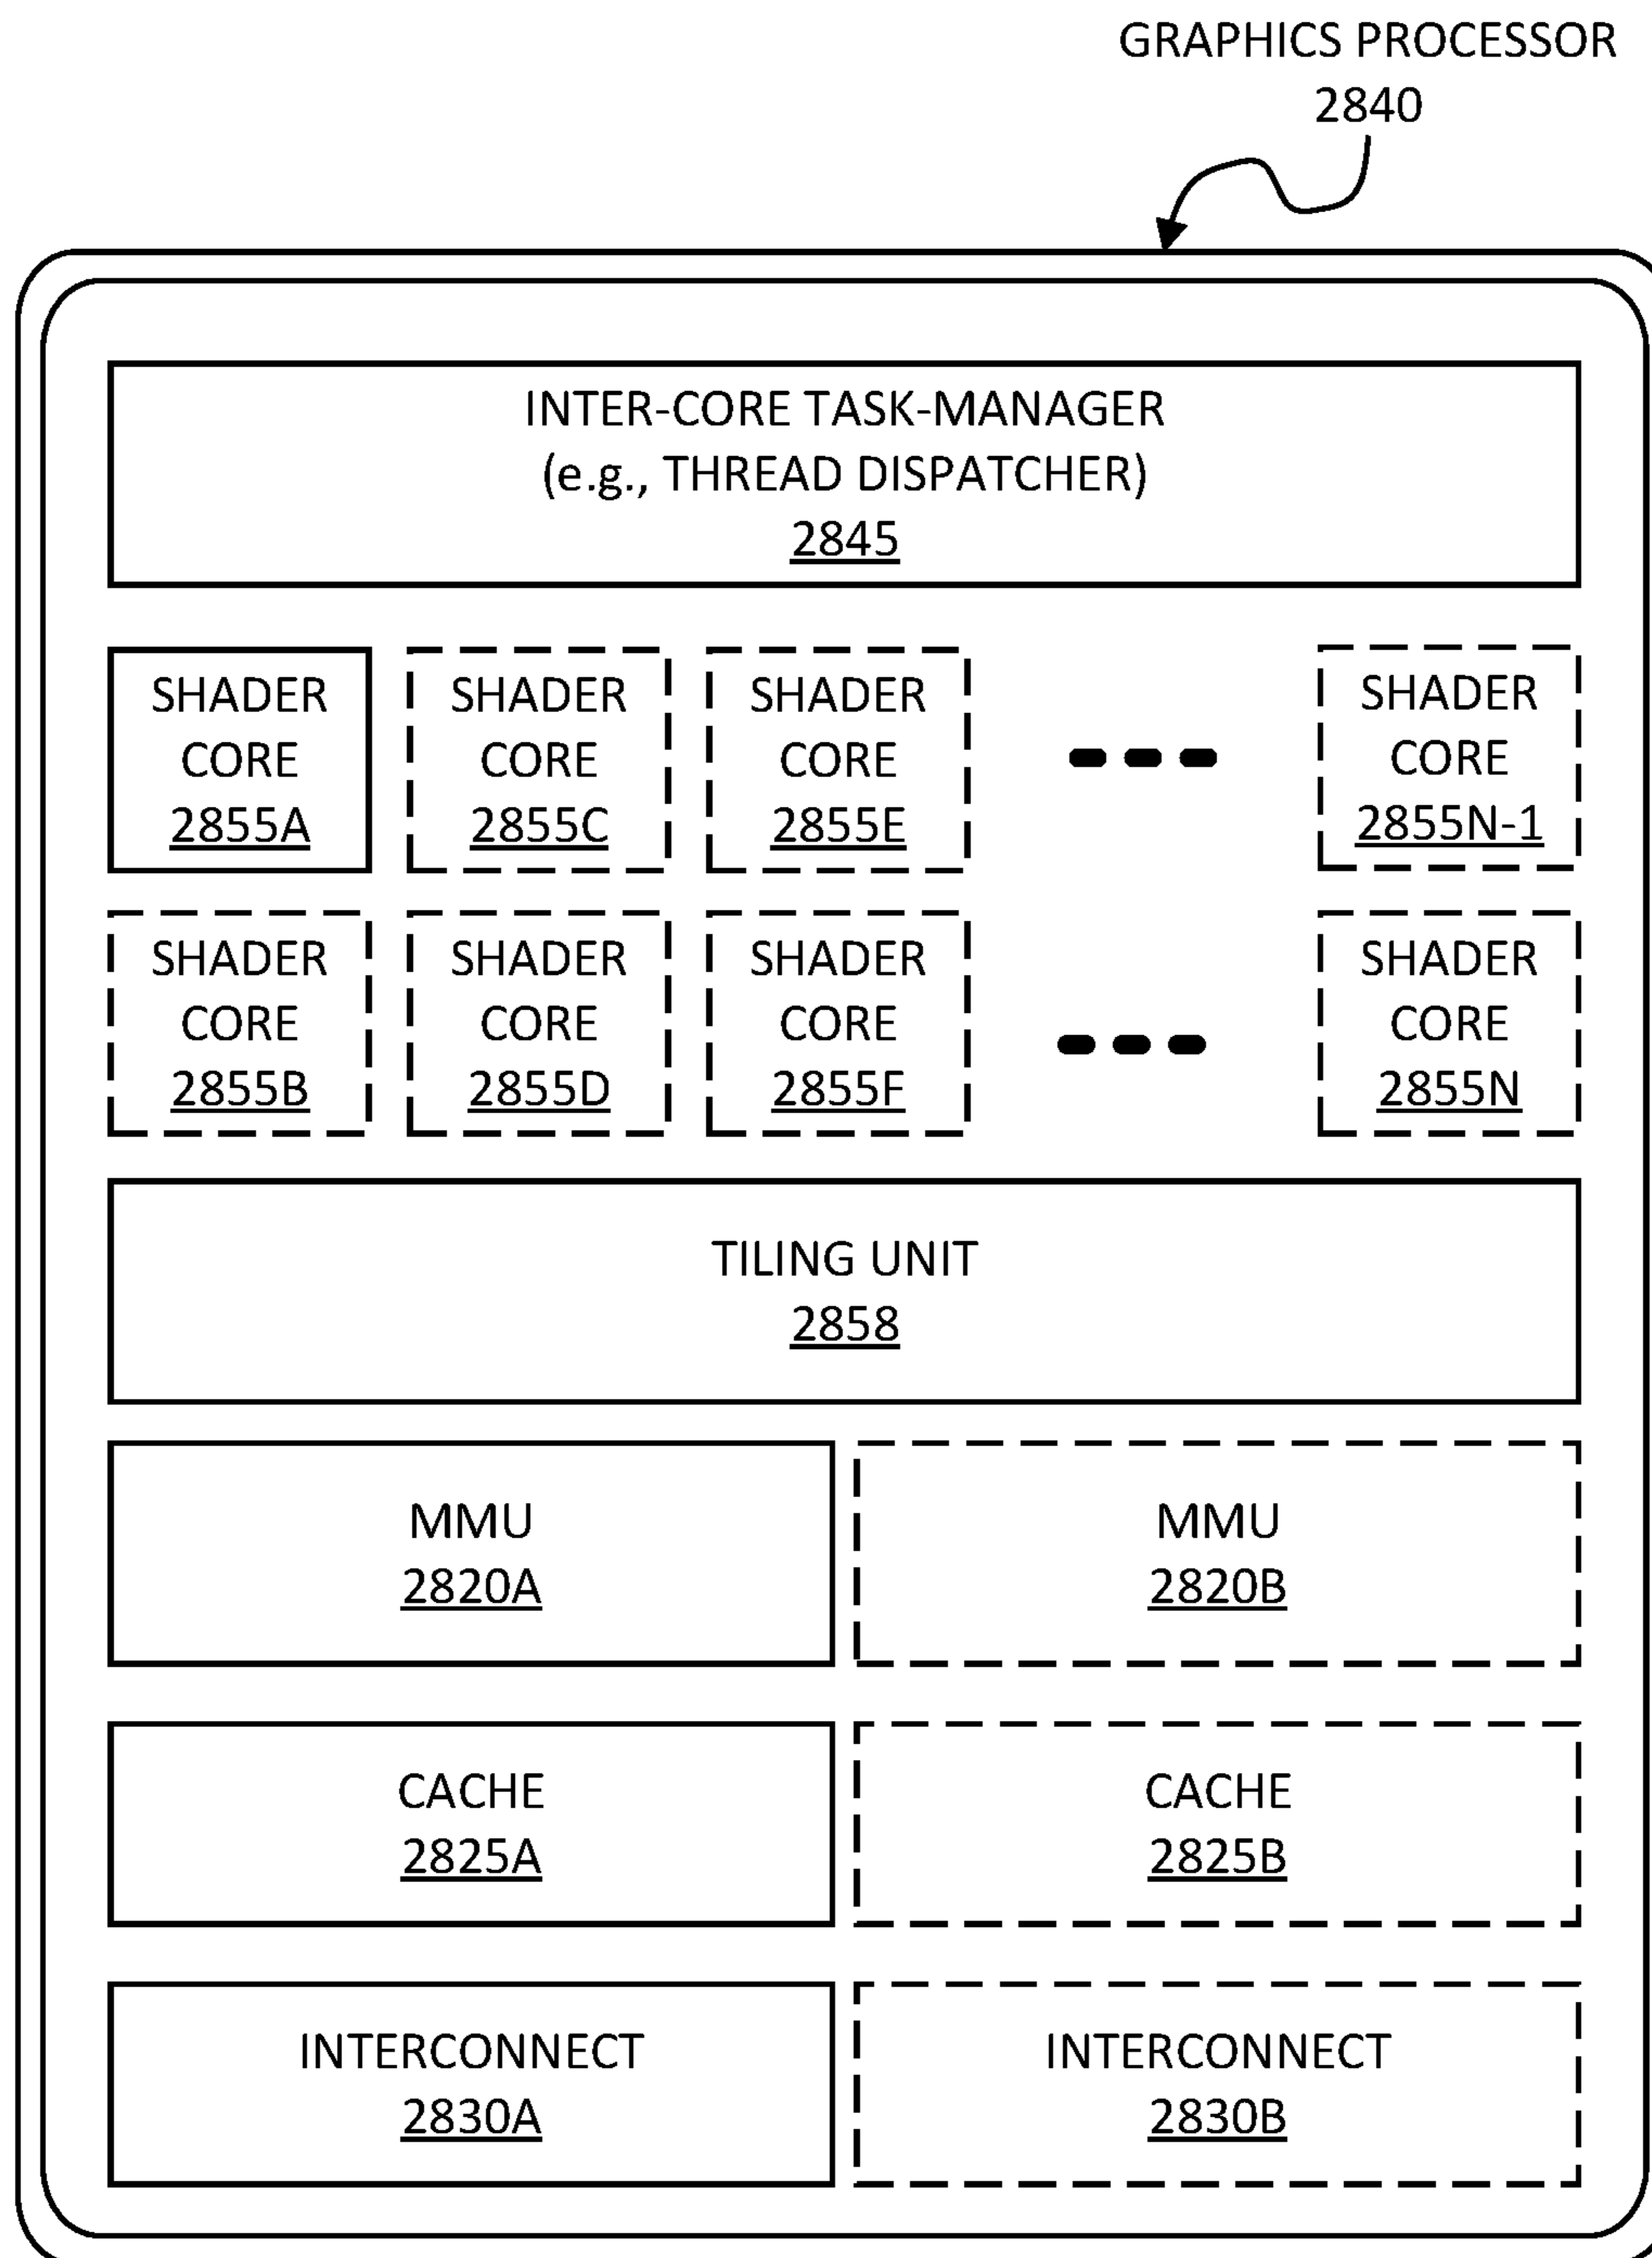 GRAPHICS PROCESSOR
2840
INTER-CORE TASK-MANAGER
(e.g., THREAD DISPATCHER)
2845
SHADER
CORE
2855A
SHADER
CORE
2855C
SHADER
CORE
2855E
SHADER
CORE
2855N-1
SHADER
CORE
2855B
SHADER
CORE
2855D
SHADER
CORE
2855F
SHADER
CORE
2855N
TILING UNIT
2858
MMU
2820A
MMU
2820B
CACHE
2825A
CACHE
2825B
INTERCONNECT
2830A
INTERCONNECT
2830B